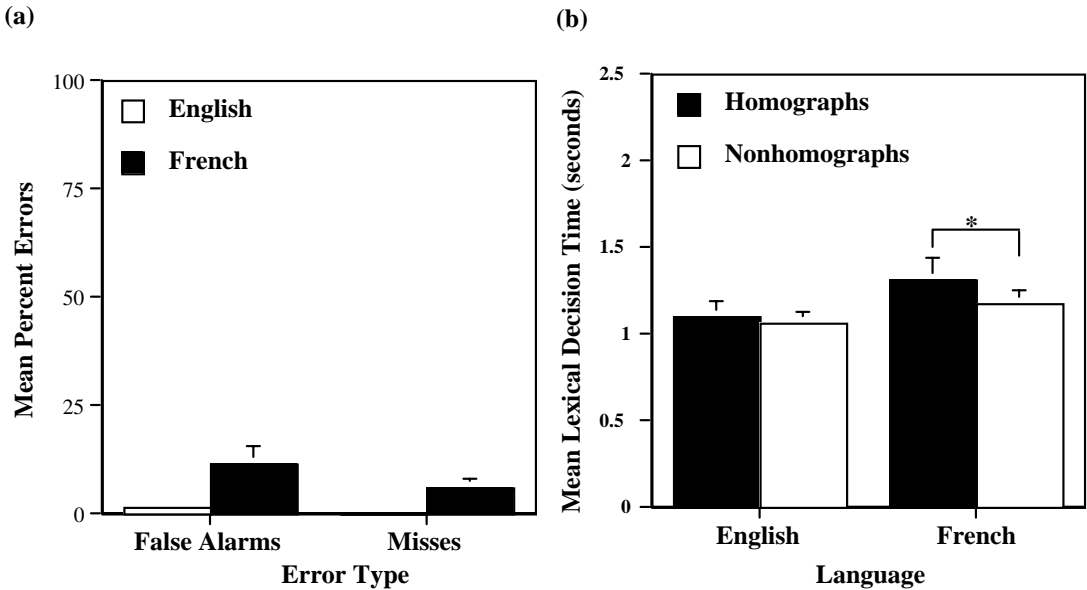 (a)
100
75
50
25
0
Mean Percent Errors
English
French
False Alarms
Misses
Error Type
(b)
2.5
2
1.5
1
0.5
0
Mean Lexical Decision Time (seconds)
Homographs
Nonhomographs
*
English
French
Language